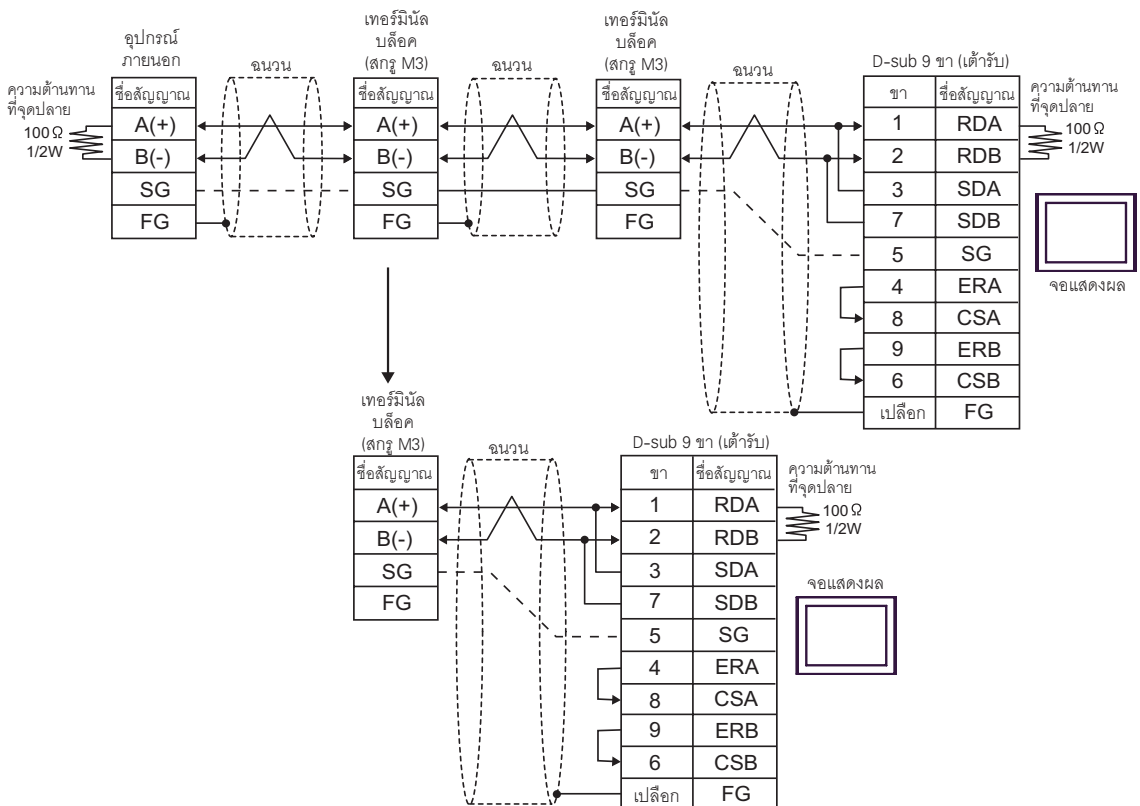 อุปกรณ์
ภายนอก
ความต้านทาน
ที่จุดปลาย
100 Ω
1/2W
ชื่อสัญญาณ
A(+)
B(-)
SG
FG
ฉนวน
เทอร์มินัล
บล็อค
(สกรู M3)
ชื่อสัญญาณ
A(+)
B(-)
SG
FG
ฉนวน
เทอร์มินัล
บล็อค
(สกรู M3)
ชื่อสัญญาณ
A(+)
B(-)
SG
FG
ฉนวน
D-sub 9 ขา (เต้ารับ)
ขา ชื่อสัญญาณ
1 RDA
2 RDB
3 SDA
7 SDB
5 SG
4 ERA
8 CSA
9 ERB
6 CSB
เปลือก FG
ความต้านทาน
ที่จุดปลาย
100 Ω
1/2W
จอแสดงผล
เทอร์มินัล
บล็อค
(สกรู M3)
ชื่อสัญญาณ
A(+)
B(-)
SG
FG
ฉนวน
D-sub 9 ขา (เต้ารับ)
ขา ชื่อสัญญาณ
1 RDA
2 RDB
3 SDA
7 SDB
5 SG
4 ERA
8 CSA
9 ERB
6 CSB
เปลือก FG
ความต้านทาน
ที่จุดปลาย
100 Ω
1/2W
จอแสดงผล